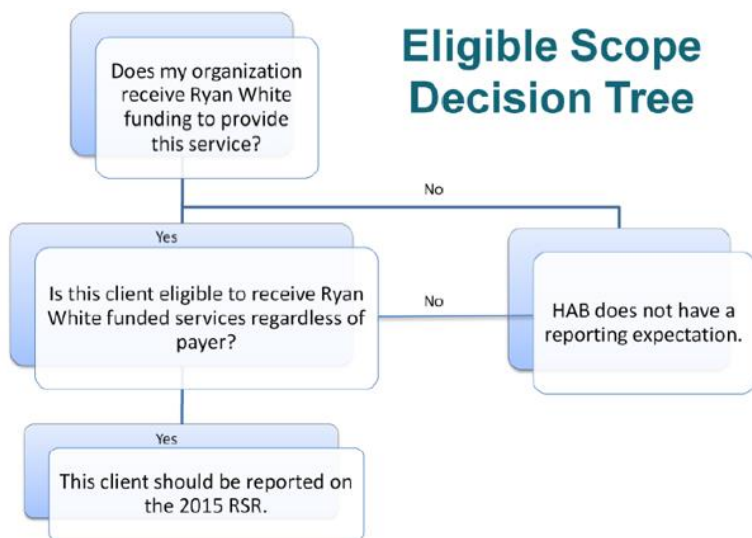 Eligible Scope
Decision Tree
Does my organization
receive Ryan White
funding to provide
this service?
No
Yes
Is this client eligible to receive Ryan
White funded services regardless of
payer?
No
HAB does not have a
reporting expectation.
Yes
This client should be reported on
the 2015 RSR.